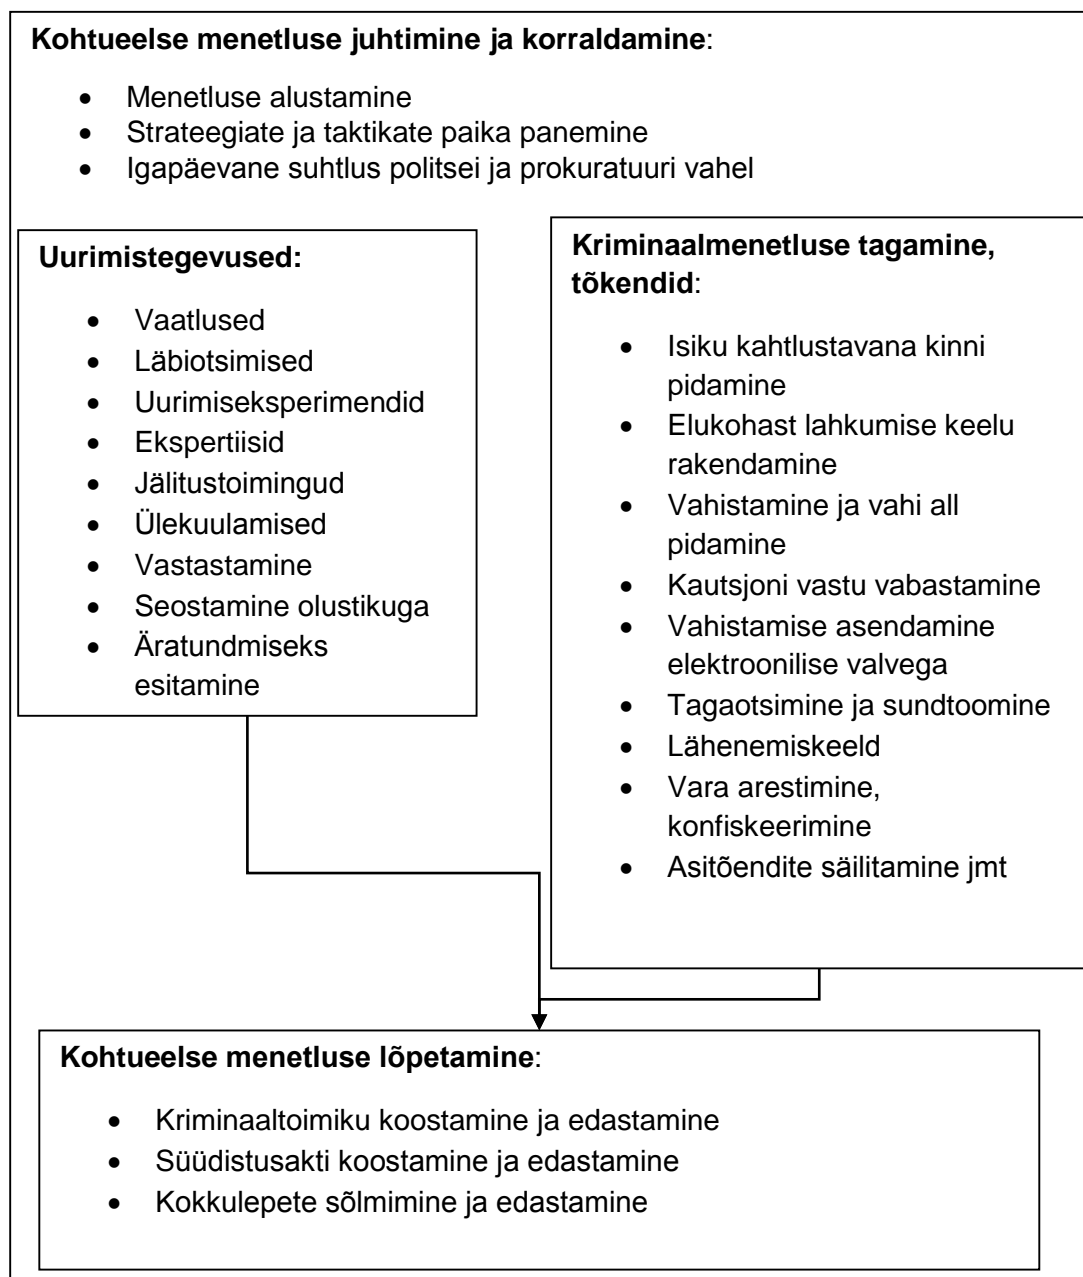 Kohtueelse menetluse juhtimine ja korraldamine:
• Menetluse alustamine
• Strateegiate ja taktikate paika panemine
• Igapäevane suhtlus politsei ja prokuratuuri vahel
Uurimistegevused:
• Vaatlused
• Läbiotsimised
• Uurimiseksperimendid
• Ekspertiisid
• Jälitustoimingud
• Ülekuulamised
• Vastastamine
• Seostamine olustikuga
• Äratundmiseks
esitamine
Kriminaalmenetluse tagamine,
tõkendid:
• Isiku kahtlustavana kinni
pidamine
• Elukohast lahkumise keelu
rakendamine
• Vahistamine ja vahi all
pidamine
• Kautsjoni vastu vabastamine
• Vahistamise asendamine
elektroonilise valvega
• Tagaotsimine ja sundtoomine
• Lähenemiskeeld
• Vara arestimine,
konfiskeerimine
• Asitõendite säilitamine jmt
Kohtueelse menetluse lõpetamine:
• Kriminaaltoimiku koostamine ja edastamine
• Süüdistusakti koostamine ja edastamine
• Kokkulepete sõlmimine ja edastamine